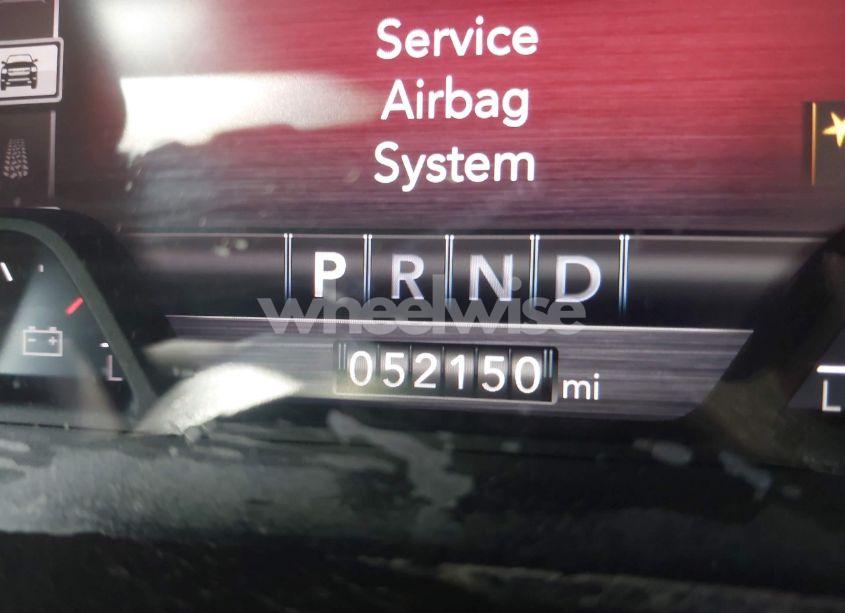 Service
Airbag
System
P R N D
wheelwise
052150 mi
L
L